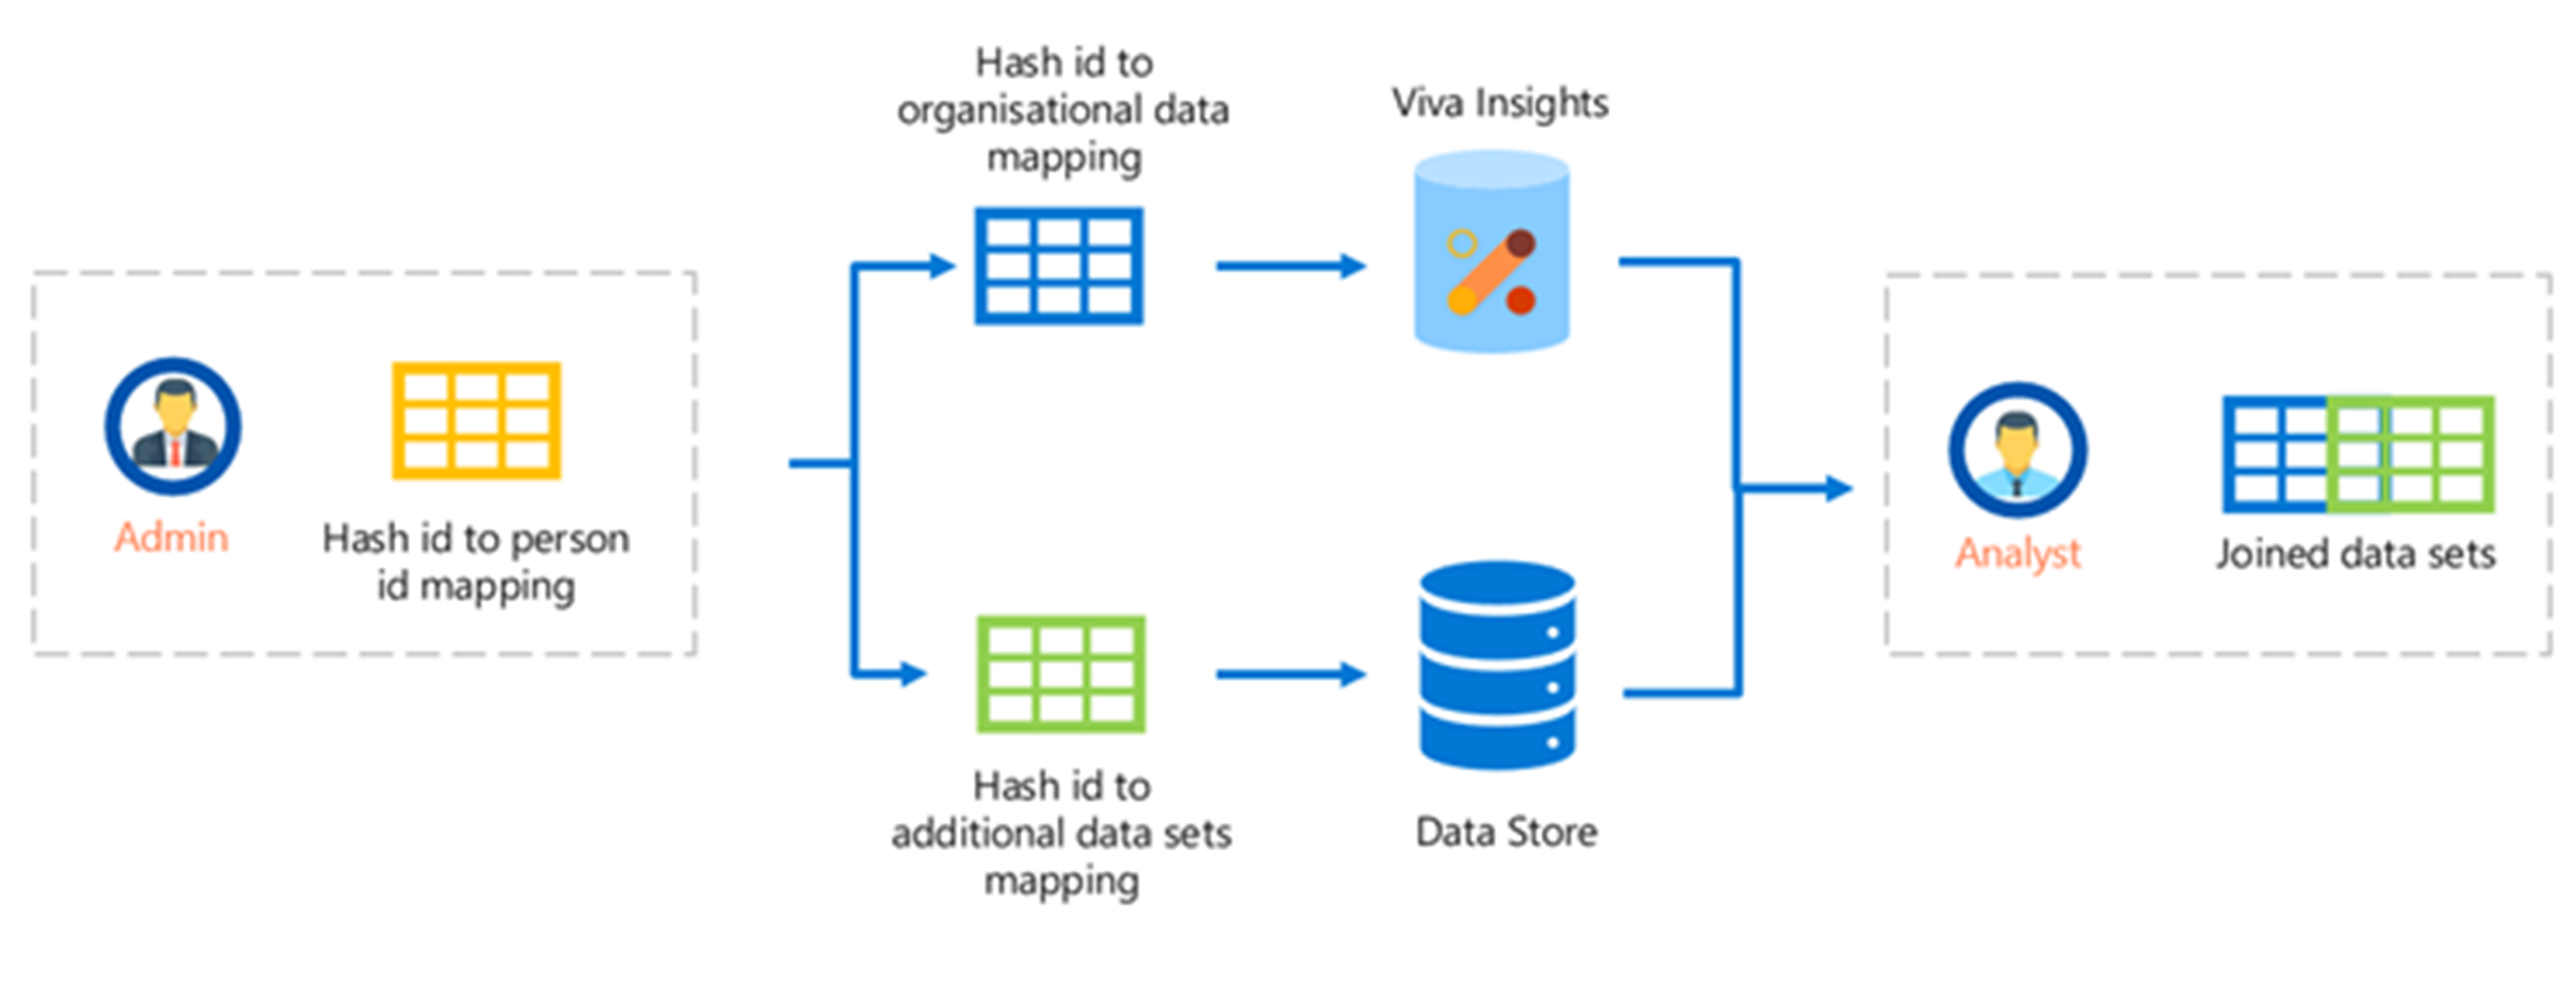 Admin
Hash id to person
id mapping
Hash id to
organisational data
mapping
Viva Insights
Hash id to
additional data sets
mapping
Data Store
Analyst
Joined data sets